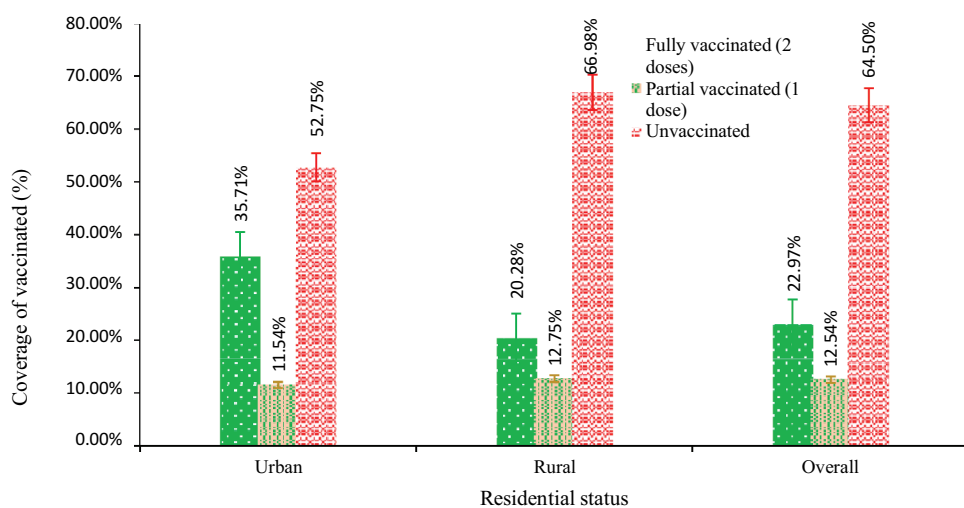 80.00%
70.00%
60.00%
50.00%
40.00%
30.00%
20.00%
10.00%
0.00%
Coverage of vaccinated (%)
35.71%
11.54%
52.75%
20.28%
12.75%
66.98%
22.97%
12.54%
64.50%
Fully vaccinated (2
doses)
Partial vaccinated (1
dose)
Unvaccinated
Urban
Rural
Overall
Residential status